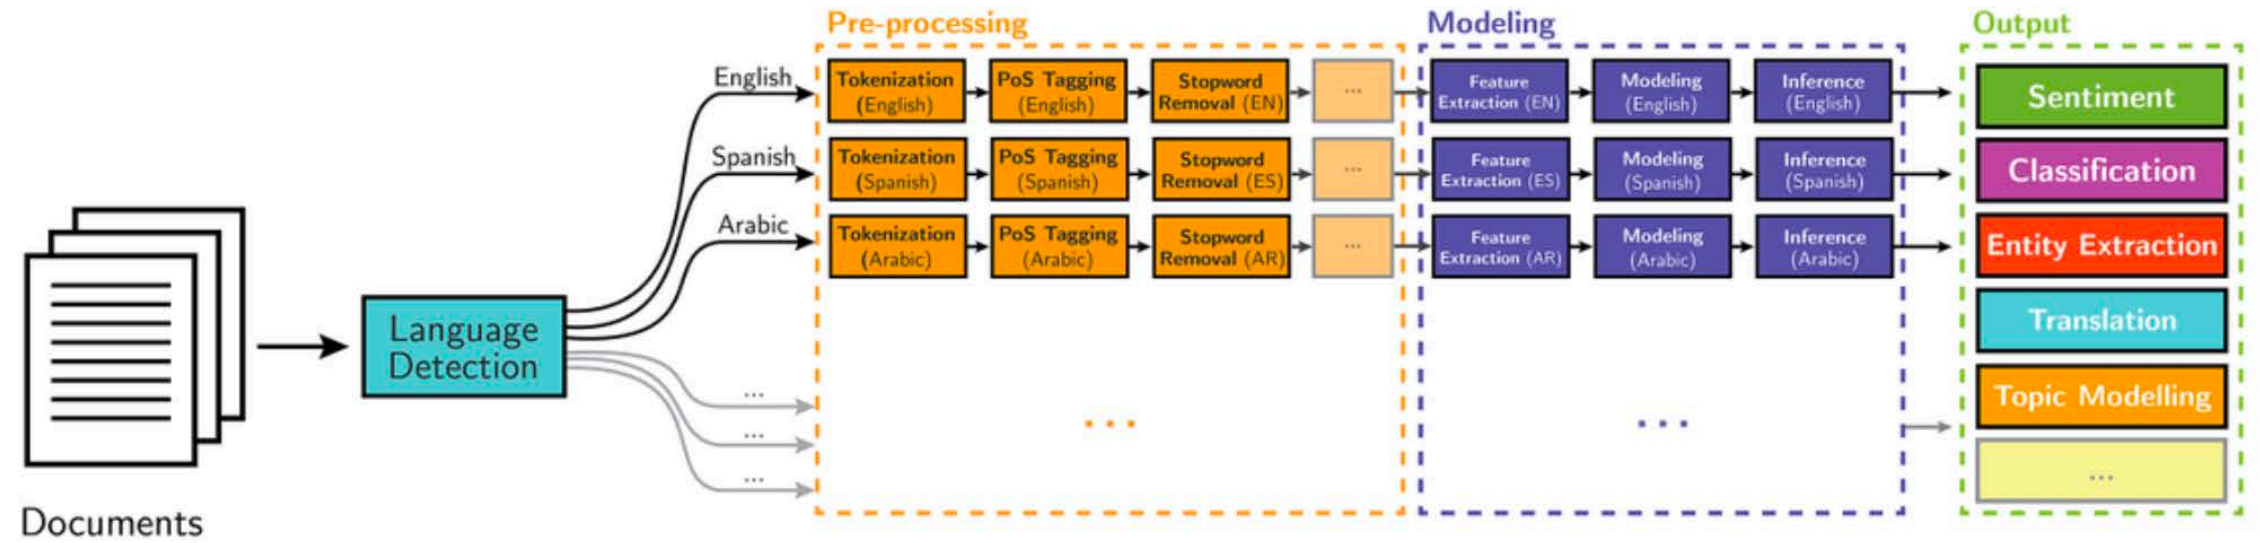 Pre-processing
Modeling
Output
English
Tokenization
(English)
PoS Tagging
(English)
Stopword
Removal (EN)
...
Feature
Extraction (EN)
Modeling
(English)
Inference
(English)
Sentiment
Spanish
Tokenization
(Spanish)
PoS Tagging
(Spanish)
Stopword
Removal (ES)
...
Feature
Extraction (ES)
Modeling
(Spanish)
Inference
(Spanish)
Classification
Arabic
Tokenization
(Arabic)
PoS Tagging
(Arabic)
Stopword
Removal (AR)
...
Feature
Extraction (AR)
Modeling
(Arabic)
Inference
(Arabic)
Entity Extraction
Language
Detection
Translation
...
...
...
...
...
Topic Modelling
...
Documents